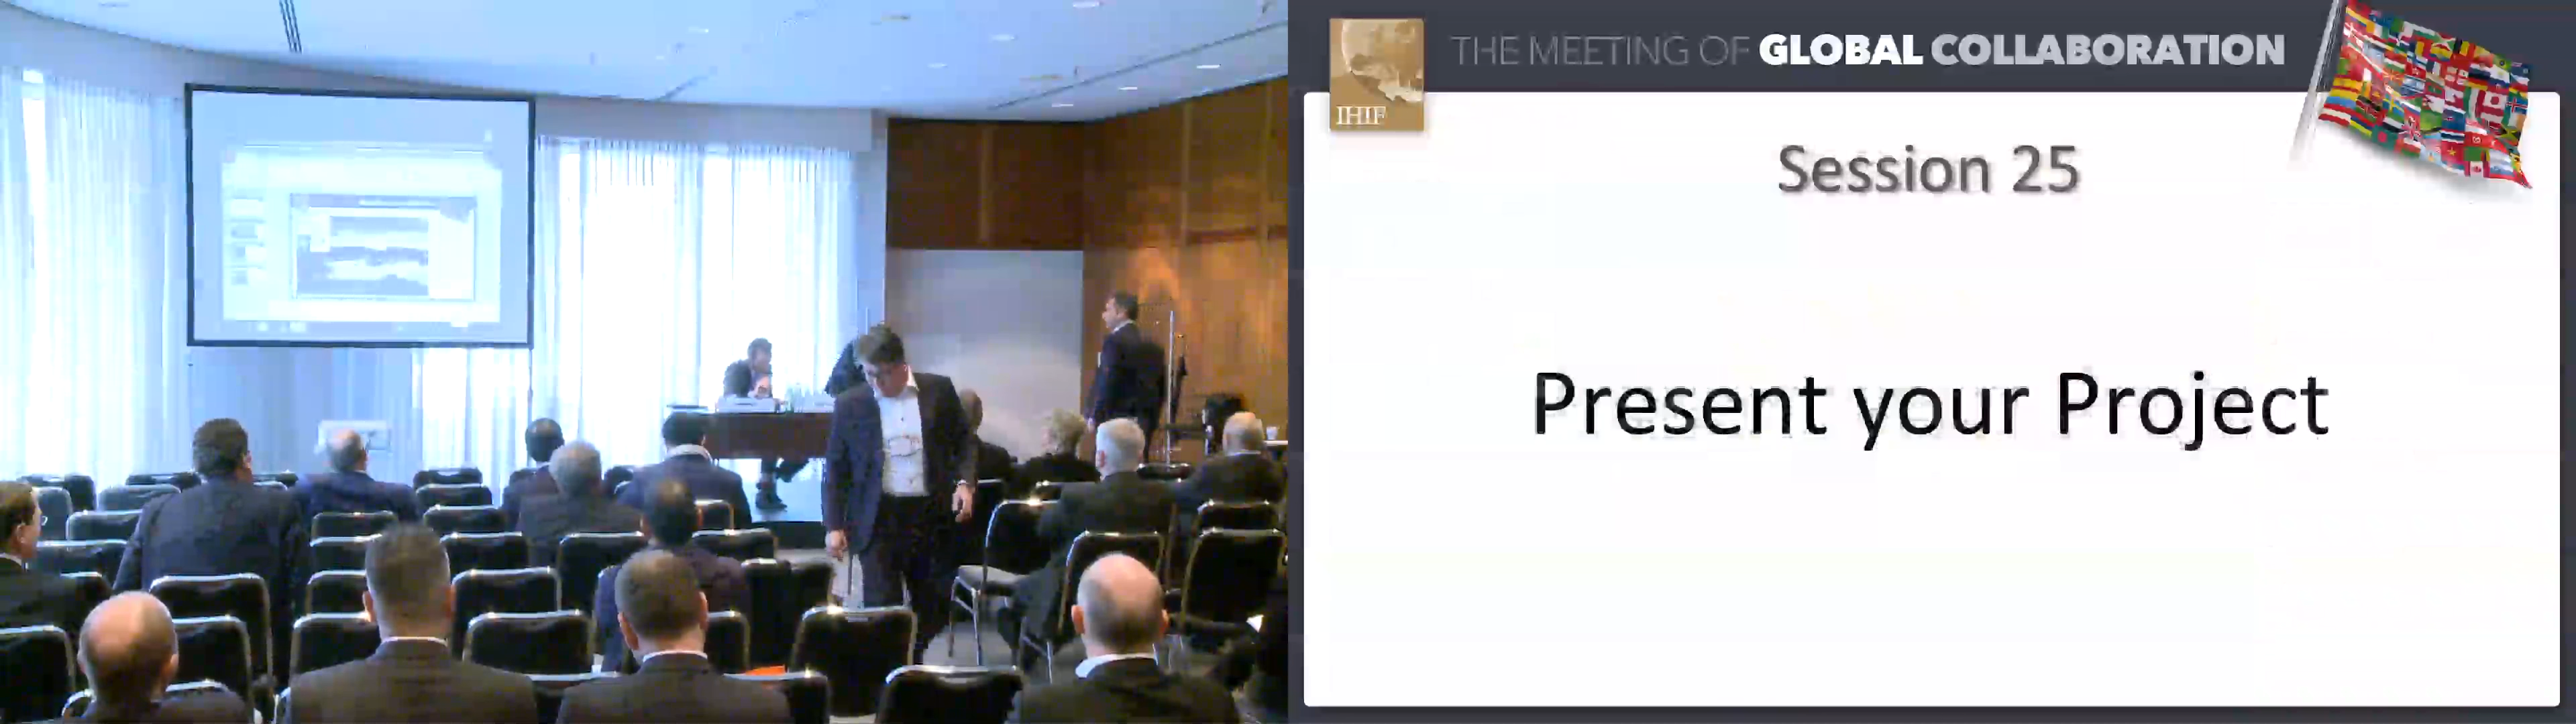 THE MEETING OF GLOBAL COLLABORATION
IHIF
Session 25
Present your Project